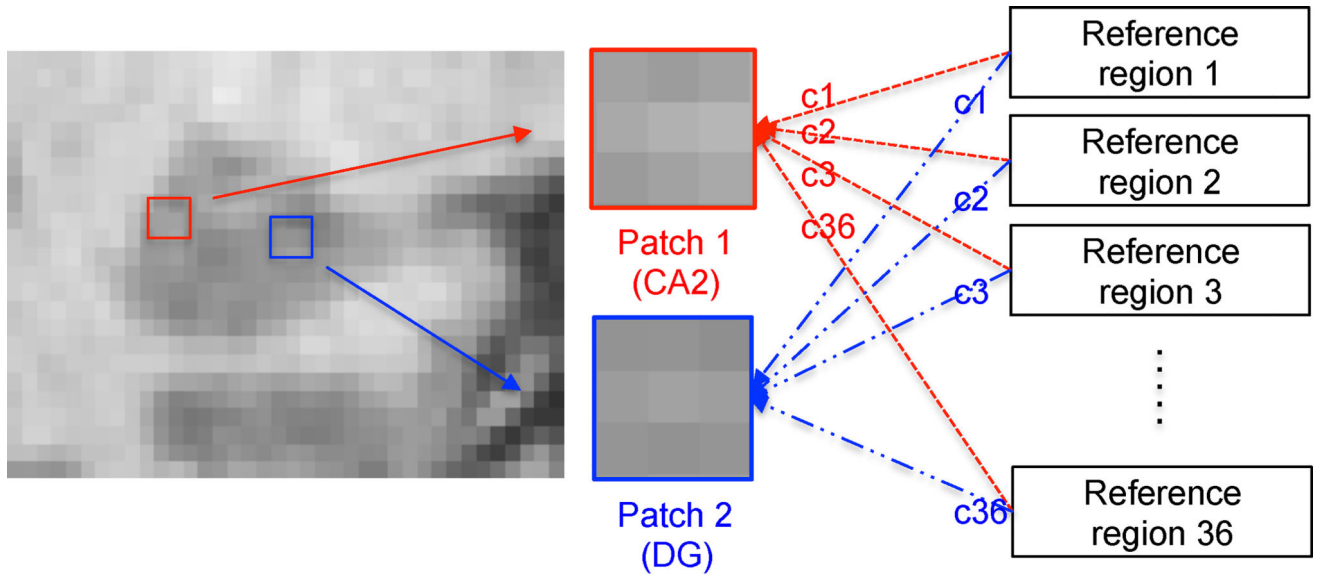 Patch 1
(CA2)
Patch 2
(DG)
c1
c2
c3
c36
c1
c2
c3
c36
Reference
region 1
Reference
region 2
Reference
region 3
Reference
region 36